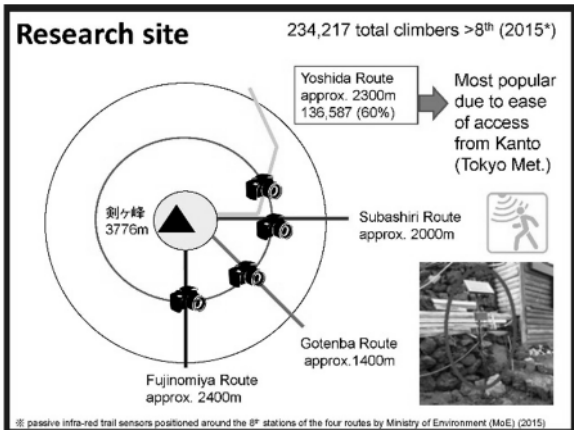 Research site
234,217 total climbers >8th (2015*)
Yoshida Route
approx. 2300m
136,587 (60%)
Most popular
due to ease
of access
from Kanto
(Tokyo Met.)
剣ヶ峰
3776m
Subashiri Route
approx. 2000m
Gotenba Route
approx.1400m
Fujinomiya Route
approx. 2400m
※ passive infra-red trail sensors positioned around the 8th stations of the four routes by Ministry of Environment (MoE) (2015)